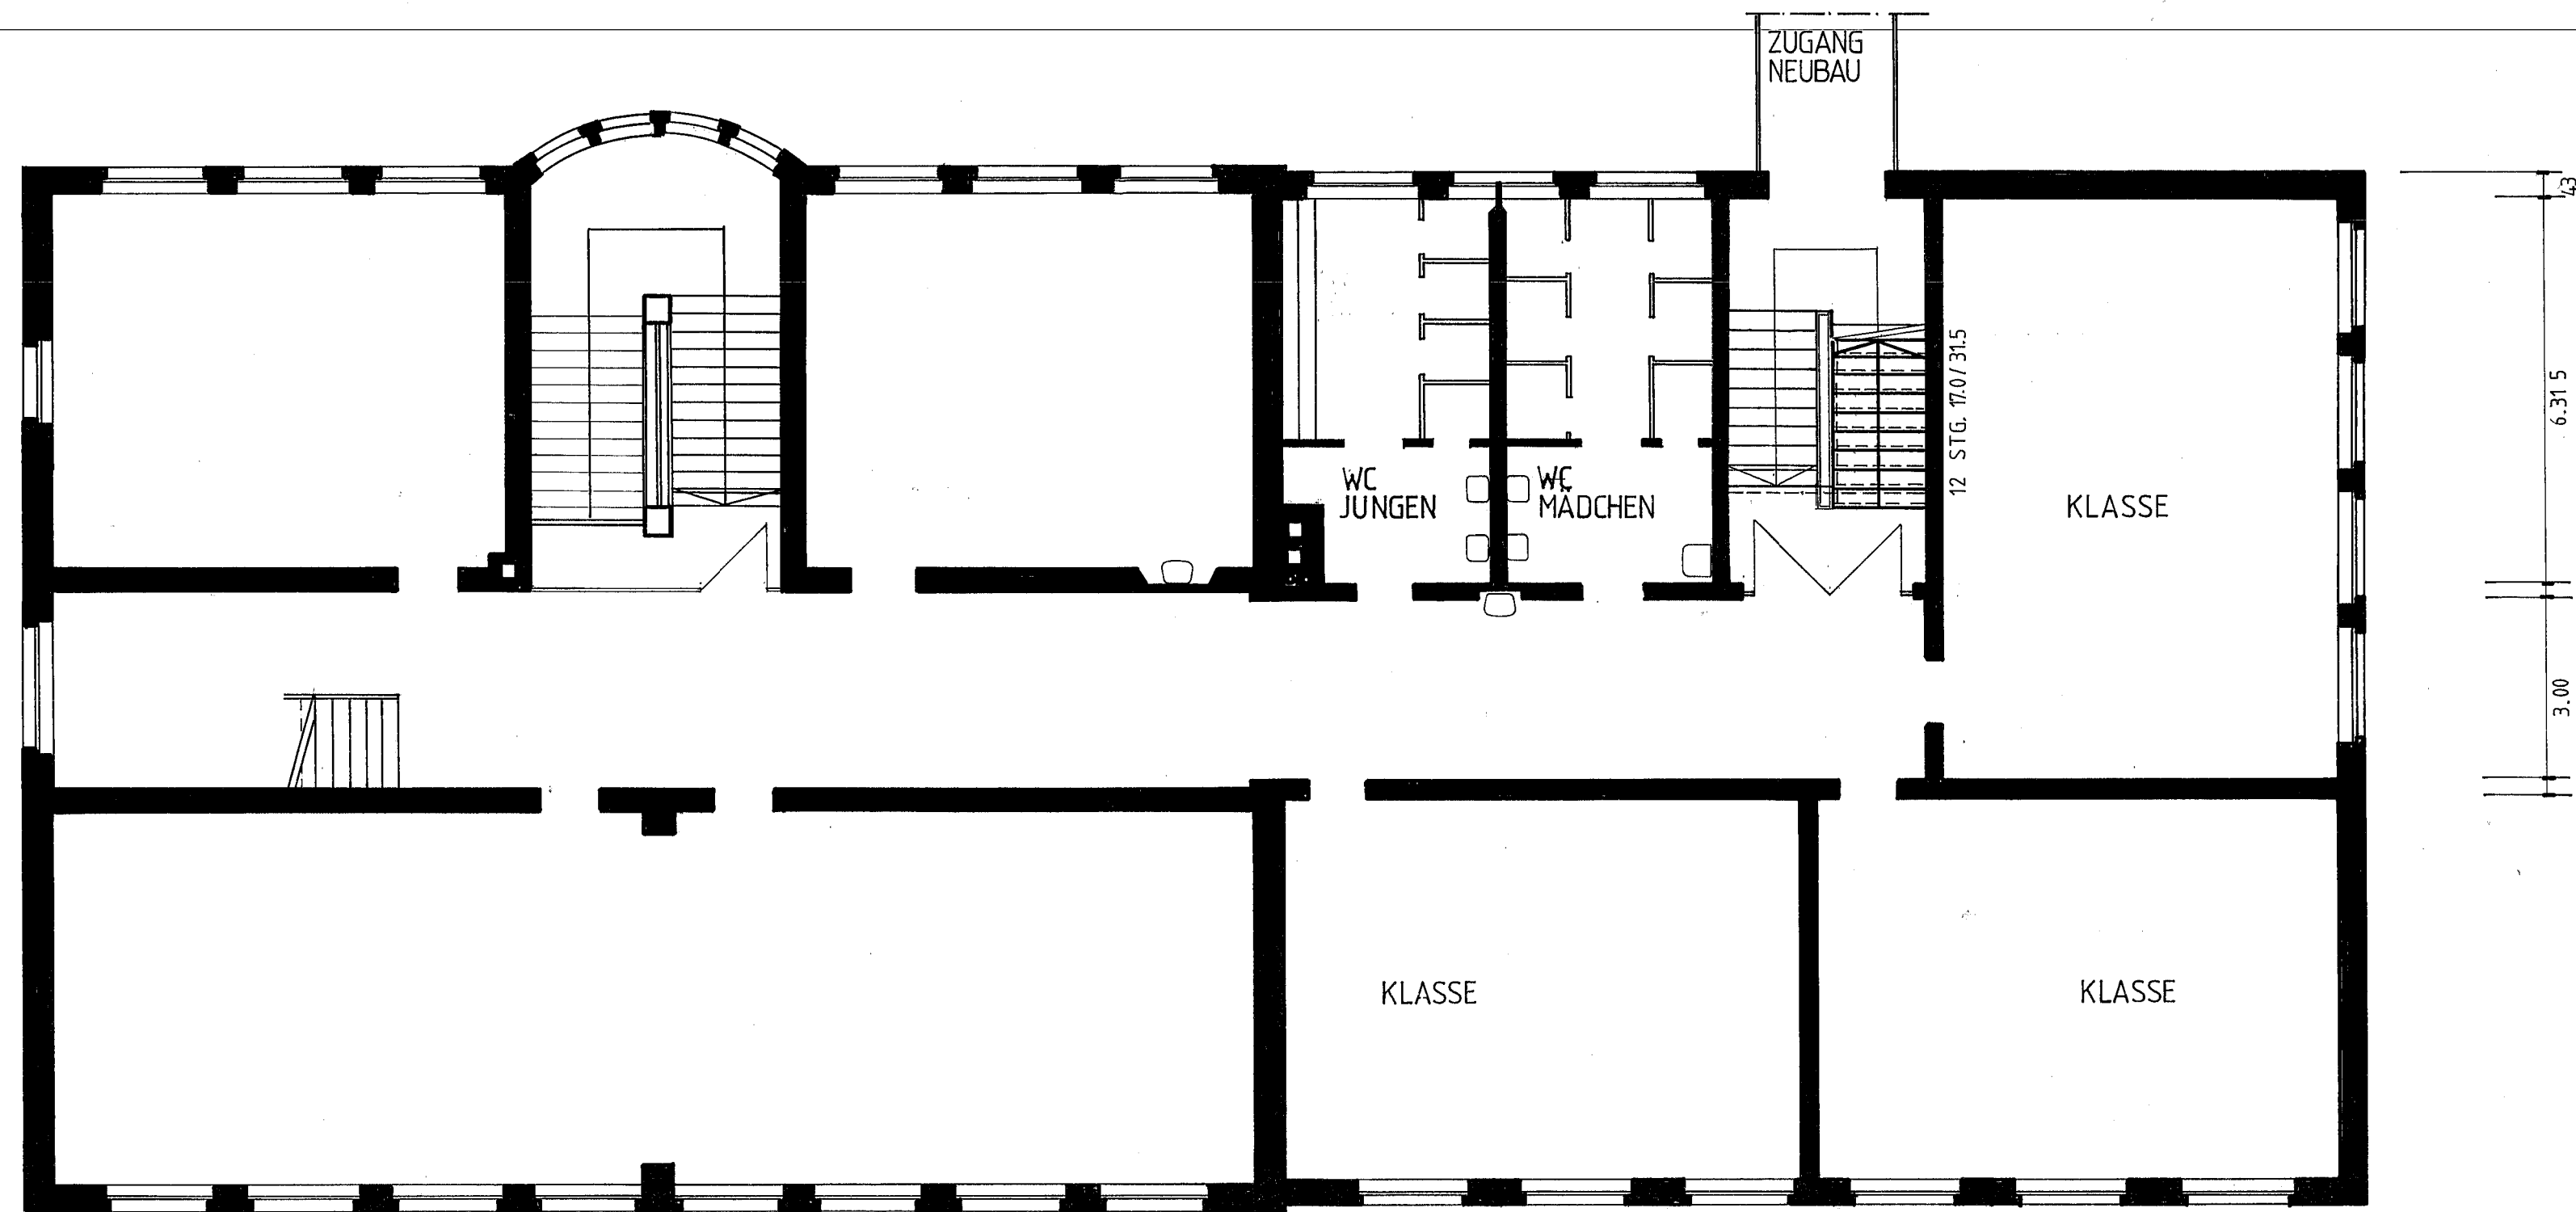 ZUGANG
NEUBAU
43
6.31 5
12 STG. 17.0 / 31.5
WC
JUNGEN
WC
MÄDCHEN
KLASSE
3.00
KLASSE
KLASSE